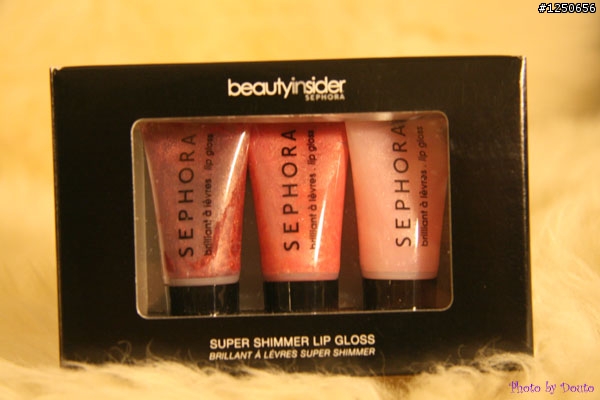 #1250656
beautyinsider
SEPHORA
SEPHORA
brillant à lèvres . lip gloss
SEPHORA
brillant à lèvres . lip gloss
SEPHORA
brillant à lèvres . lip gloss
SUPER SHIMMER LIP GLOSS
BRILLANT À LÈVRES SUPER SHIMMER
Photo by Douto